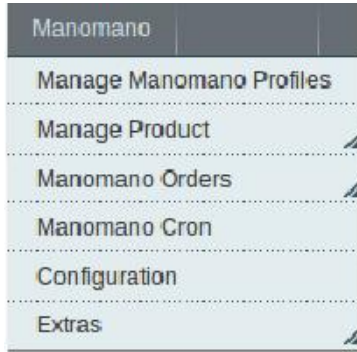 Manomano
Manage Manomano Profiles
Manage Product
Manomano Orders
Manomano Cron
Configuration
Extras